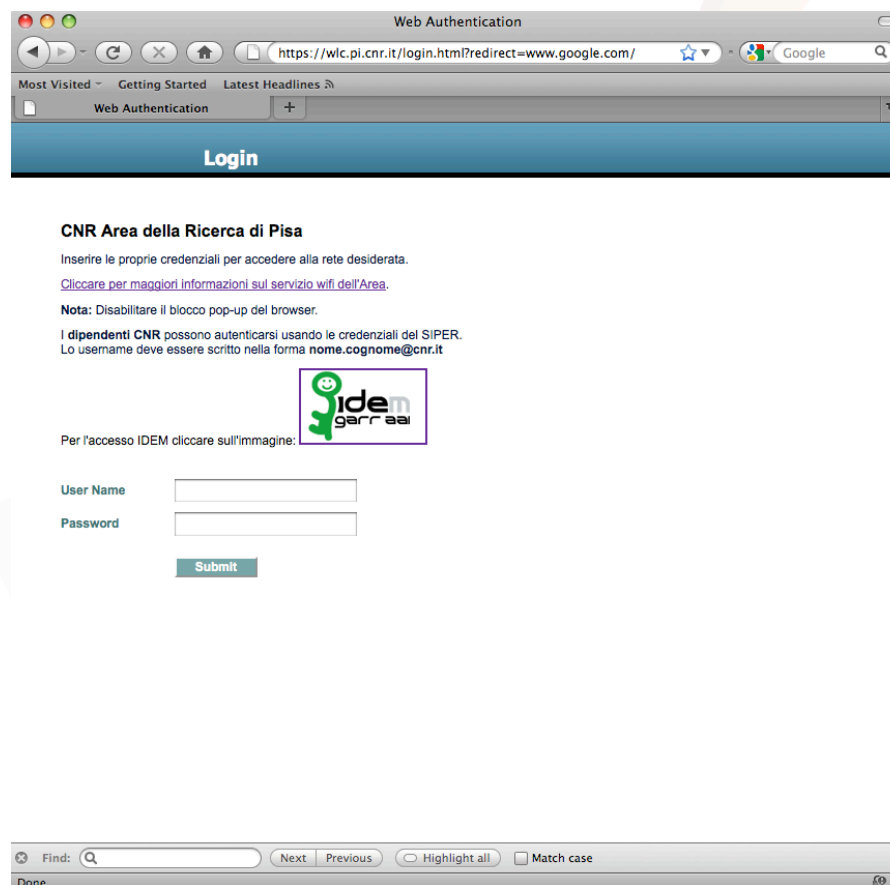 Web Authentication
https://wlc.pi.cnr.it/login.html?redirect=www.google.com/
Google
Most Visited Getting Started Latest Headlines
Web Authentication +
Login
CNR Area della Ricerca di Pisa
Inserire le proprie credenziali per accedere alla rete desiderata.
Cliccare per maggiori informazioni sul servizio wifi dell'Area.
Nota: Disabilitare il blocco pop-up del browser.
I dipendenti CNR possono autenticarsi usando le credenziali del SIPER.
Lo username deve essere scritto nella forma nome.cognome@cnr.it
idem
garr aai
Per l'accesso IDEM cliccare sull'immagine:
User Name
Password
Submit
Find: Next Previous Highlight all Match case
Done